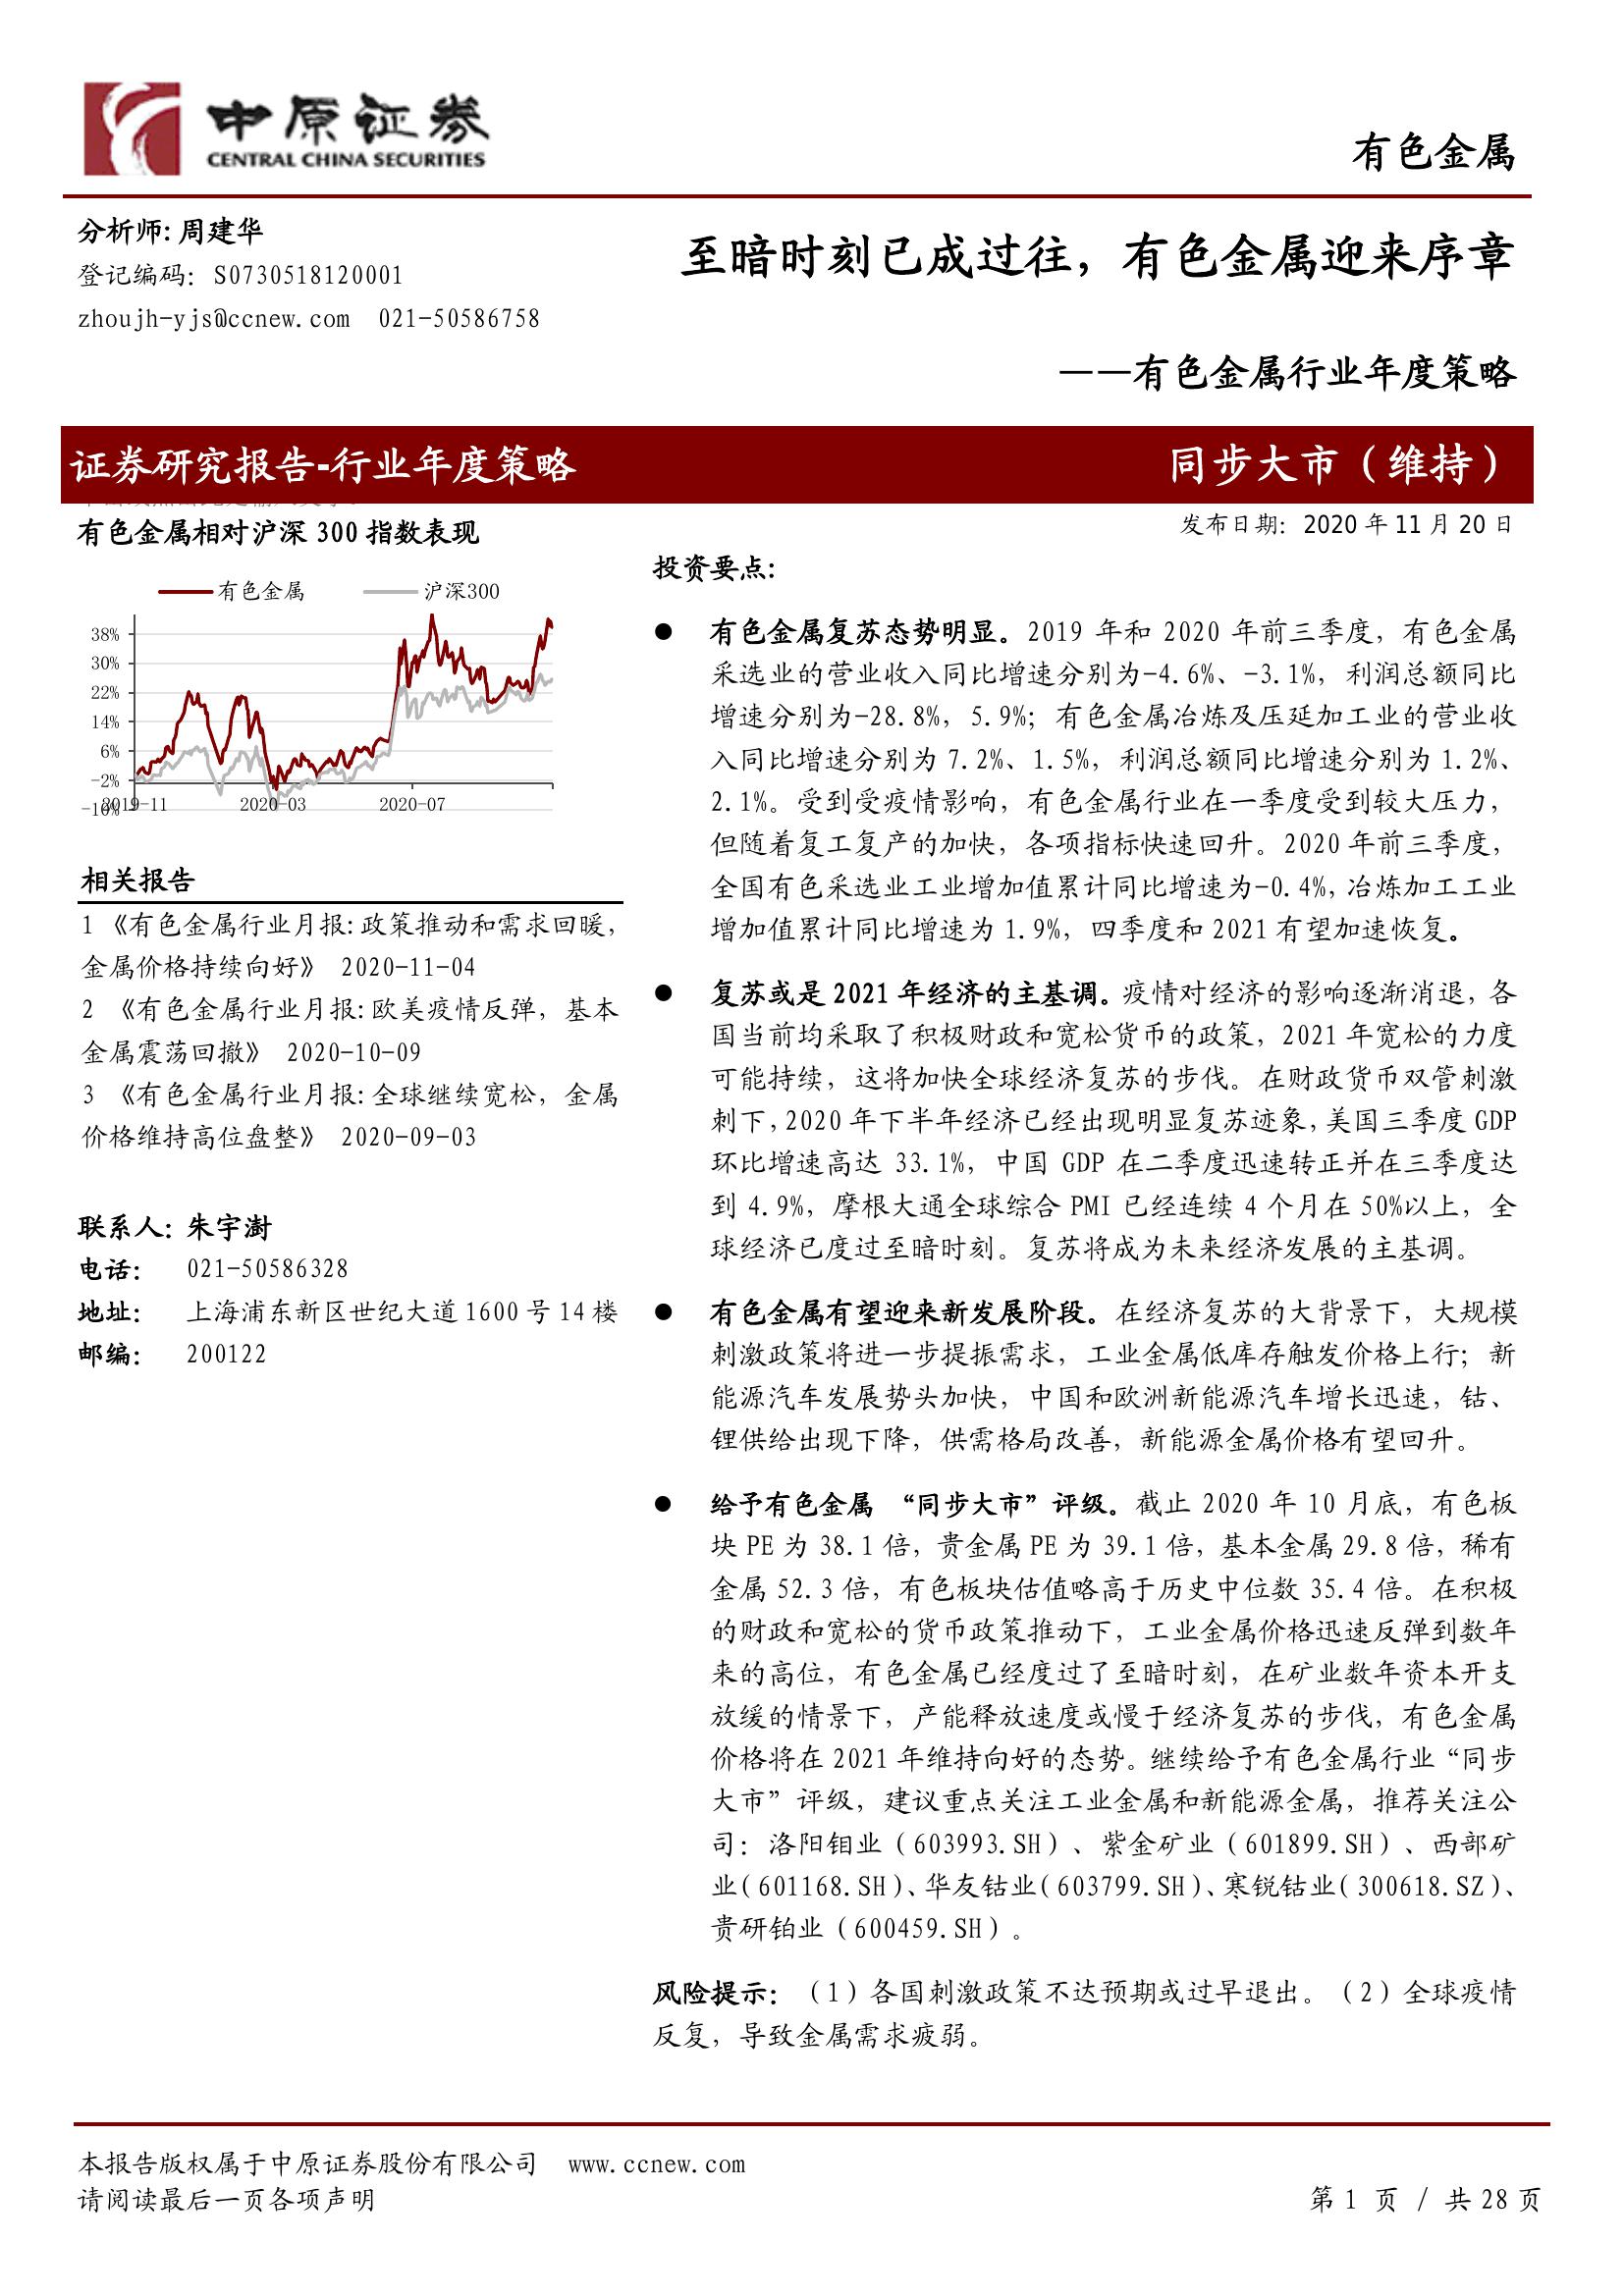 中原证券
CENTRAL CHINA SECURITIES
有色金属
分析师:周建华
登记编码：S0730518120001
zhoujh-yjs@ccnew.com 021-50586758
至暗时刻已成过往，有色金属迎来序章
——有色金属行业年度策略
证券研究报告-行业年度策略
同步大市（维持）
发布日期：2020 年 11 月 20 日
有色金属相对沪深 300 指数表现
有色金属 沪深300
38%
30%
22%
14%
6%
-2%
-10%
2019-11 2020-03 2020-07
相关报告
1 《有色金属行业月报:政策推动和需求回暖，
金属价格持续向好》 2020-11-04
2 《有色金属行业月报:欧美疫情反弹，基本
金属震荡回撤》 2020-10-09
3 《有色金属行业月报:全球继续宽松，金属
价格维持高位盘整》 2020-09-03
联系人：朱宇澍
电话： 021-50586328
地址： 上海浦东新区世纪大道 1600 号 14 楼
邮编： 200122
投资要点：
● 有色金属复苏态势明显。2019 年和 2020 年前三季度，有色金属
采选业的营业收入同比增速分别为-4.6%、-3.1%，利润总额同比
增速分别为-28.8%，5.9%；有色金属冶炼及压延加工业的营业收
入同比增速分别为 7.2%、1.5%，利润总额同比增速分别为 1.2%、
2.1%。受到受疫情影响，有色金属行业在一季度受到较大压力，
但随着复工复产的加快，各项指标快速回升。2020 年前三季度，
全国有色采选业工业增加值累计同比增速为-0.4%，冶炼加工工业
增加值累计同比增速为 1.9%，四季度和 2021 有望加速恢复。
● 复苏或是 2021 年经济的主基调。疫情对经济的影响逐渐消退，各
国当前均采取了积极财政和宽松货币的政策，2021 年宽松的力度
可能持续，这将加快全球经济复苏的步伐。在财政货币双管刺激
刺下，2020 年下半年经济已经出现明显复苏迹象，美国三季度 GDP
环比增速高达 33.1%，中国 GDP 在二季度迅速转正并在三季度达
到 4.9%，摩根大通全球综合 PMI 已经连续 4 个月在 50%以上，全
球经济已度过至暗时刻。复苏将成为未来经济发展的主基调。
● 有色金属有望迎来新发展阶段。在经济复苏的大背景下，大规模
刺激政策将进一步提振需求，工业金属低库存触发价格上行；新
能源汽车发展势头加快，中国和欧洲新能源汽车增长迅速，钴、
锂供给出现下降，供需格局改善，新能源金属价格有望回升。
● 给予有色金属 “同步大市”评级。截止 2020 年 10 月底，有色板
块 PE 为 38.1 倍，贵金属 PE 为 39.1 倍，基本金属 29.8 倍，稀有
金属 52.3 倍，有色板块估值略高于历史中位数 35.4 倍。在积极
的财政和宽松的货币政策推动下，工业金属价格迅速反弹到数年
来的高位，有色金属已经度过了至暗时刻，在矿业数年资本开支
放缓的情景下，产能释放速度或慢于经济复苏的步伐，有色金属
价格将在 2021 年维持向好的态势。继续给予有色金属行业“同步
大市”评级，建议重点关注工业金属和新能源金属，推荐关注公
司：洛阳钼业（603993.SH）、紫金矿业（601899.SH）、西部矿
业(601168.SH)、华友钴业(603799.SH)、寒锐钴业(300618.SZ)、
贵研铂业（600459.SH）。
风险提示：（1）各国刺激政策不达预期或过早退出。（2）全球疫情
反复，导致金属需求疲弱。
本报告版权属于中原证券股份有限公司 www.ccnew.com
请阅读最后一页各项声明
第 1 页 / 共 28 页